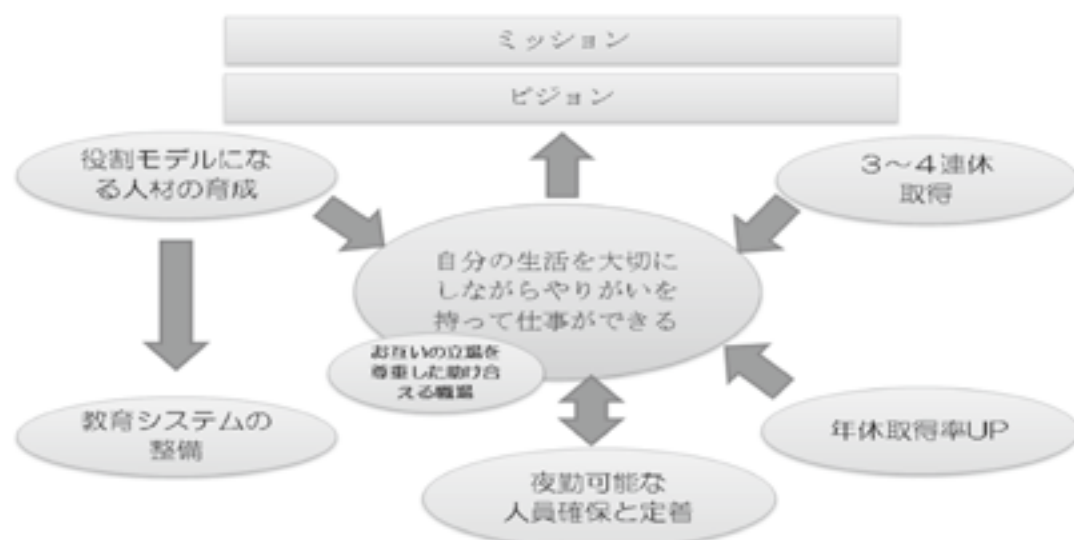 ミッション
ビジョン
役割モデルにな
る人材の育成
３～４連休
取得
自分の生活を大切に
しながらやりがいを
持って仕事ができる
お互いの立場を
尊重した助け合
える職場
教育システムの
整備
年休取得率UP
夜勤可能な
人員確保と定着